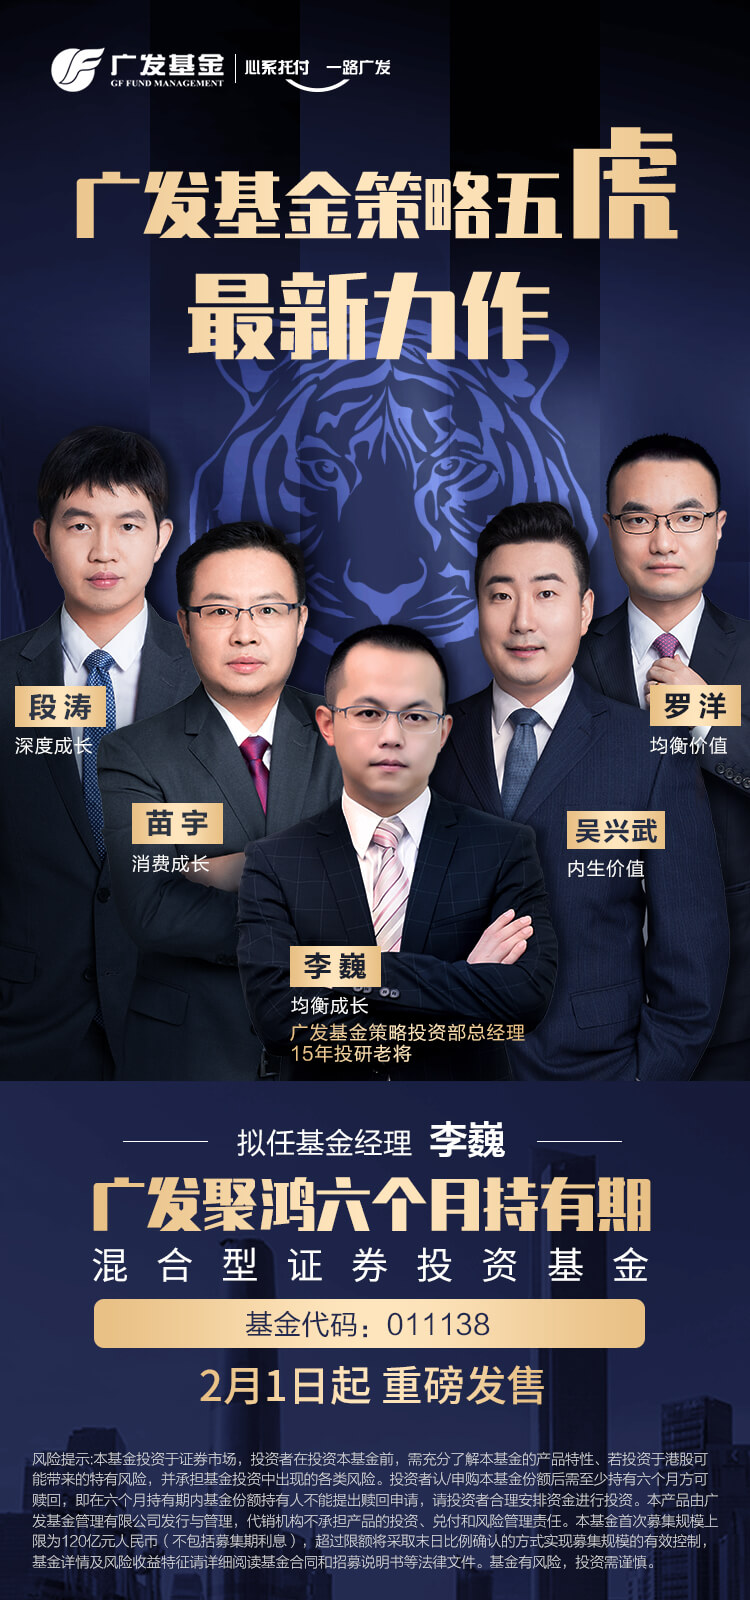 广发基金 心系托付 一路广发
GF FUND MANAGEMENT
广发基金策略五虎
最新力作
段涛
深度成长
罗洋
均衡价值
苗宇
消费成长
吴兴武
内生价值
李巍
均衡成长
广发基金策略投资部总经理
15年投研老将
拟任基金经理 李巍
广发聚鸿六个月持有期
混合型证券投资基金
基金代码：011138
2月1日起 重磅发售
风险提示:本基金投资于证券市场，投资者在投资本基金前，需充分了解本基金的产品特性、若投资于港股可
能带来的特有风险，并承担基金投资中出现的各类风险。投资者认/申购本基金份额后需至少持有六个月方可
赎回，即在六个月持有期内基金份额持有人不能提出赎回申请，请投资者合理安排资金进行投资。本产品由广
发基金管理有限公司发行与管理，代销机构不承担产品的投资、兑付和风险管理责任。本基金首次募集规模上
限为120亿元人民币（不包括募集期利息），超过限额将采取末日比例确认的方式实现募集规模的有效控制，
基金详情及风险收益特征请详细阅读基金合同和招募说明书等法律文件。基金有风险，投资需谨慎。